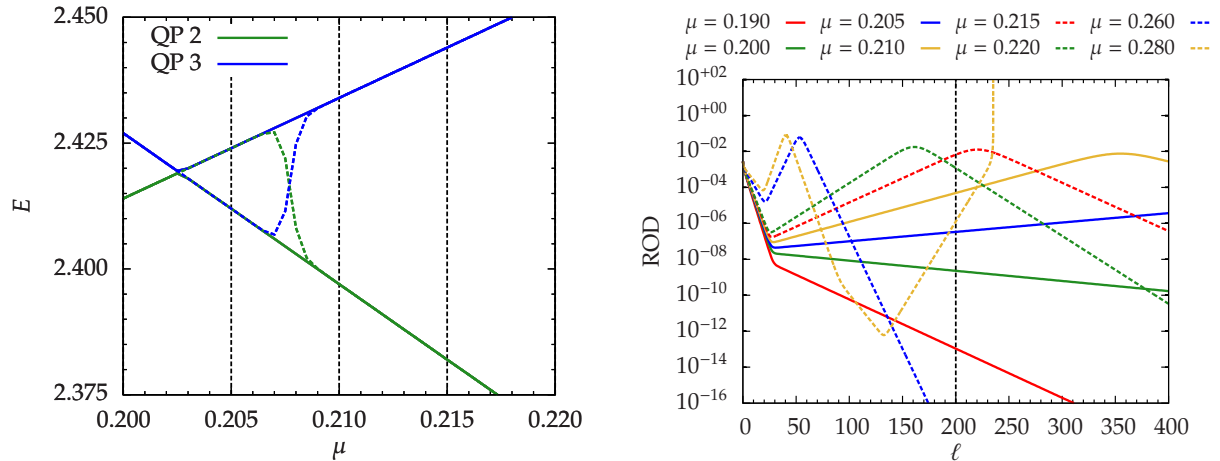 2.450
QP 2
QP 3
2.425
E
2.400
2.375
0.200 0.205 0.210 0.215 0.220
μ
μ = 0.190 μ = 0.205 μ = 0.215 μ = 0.260
μ = 0.200 μ = 0.210 μ = 0.220 μ = 0.280
10^{+02}
10^{+00}
10^{−02}
10^{−04}
ROD
10^{−06}
10^{−08}
10^{−10}
10^{−12}
10^{−14}
10^{−16}
0 50 100 150 200 250 300 350 400
ℓ